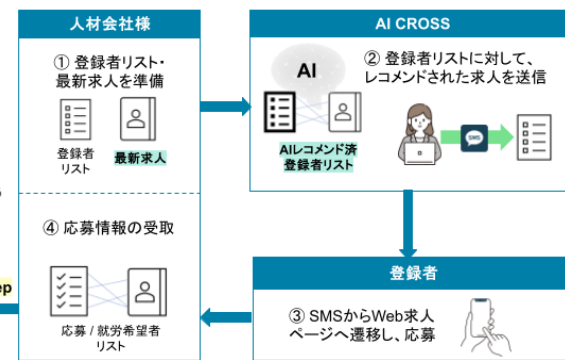 人材会社様
① 登録者リスト・
最新求人を準備
登録者
リスト
最新求人
④ 応募情報の受取
応募 / 就労希望者
リスト
ep
AI CROSS
AI
② 登録者リストに対して、
レコメンドされた求人を送信
AIレコメンド済
登録者リスト
SMS
登録者
③ SMSからWeb求人
ページへ遷移し、応募